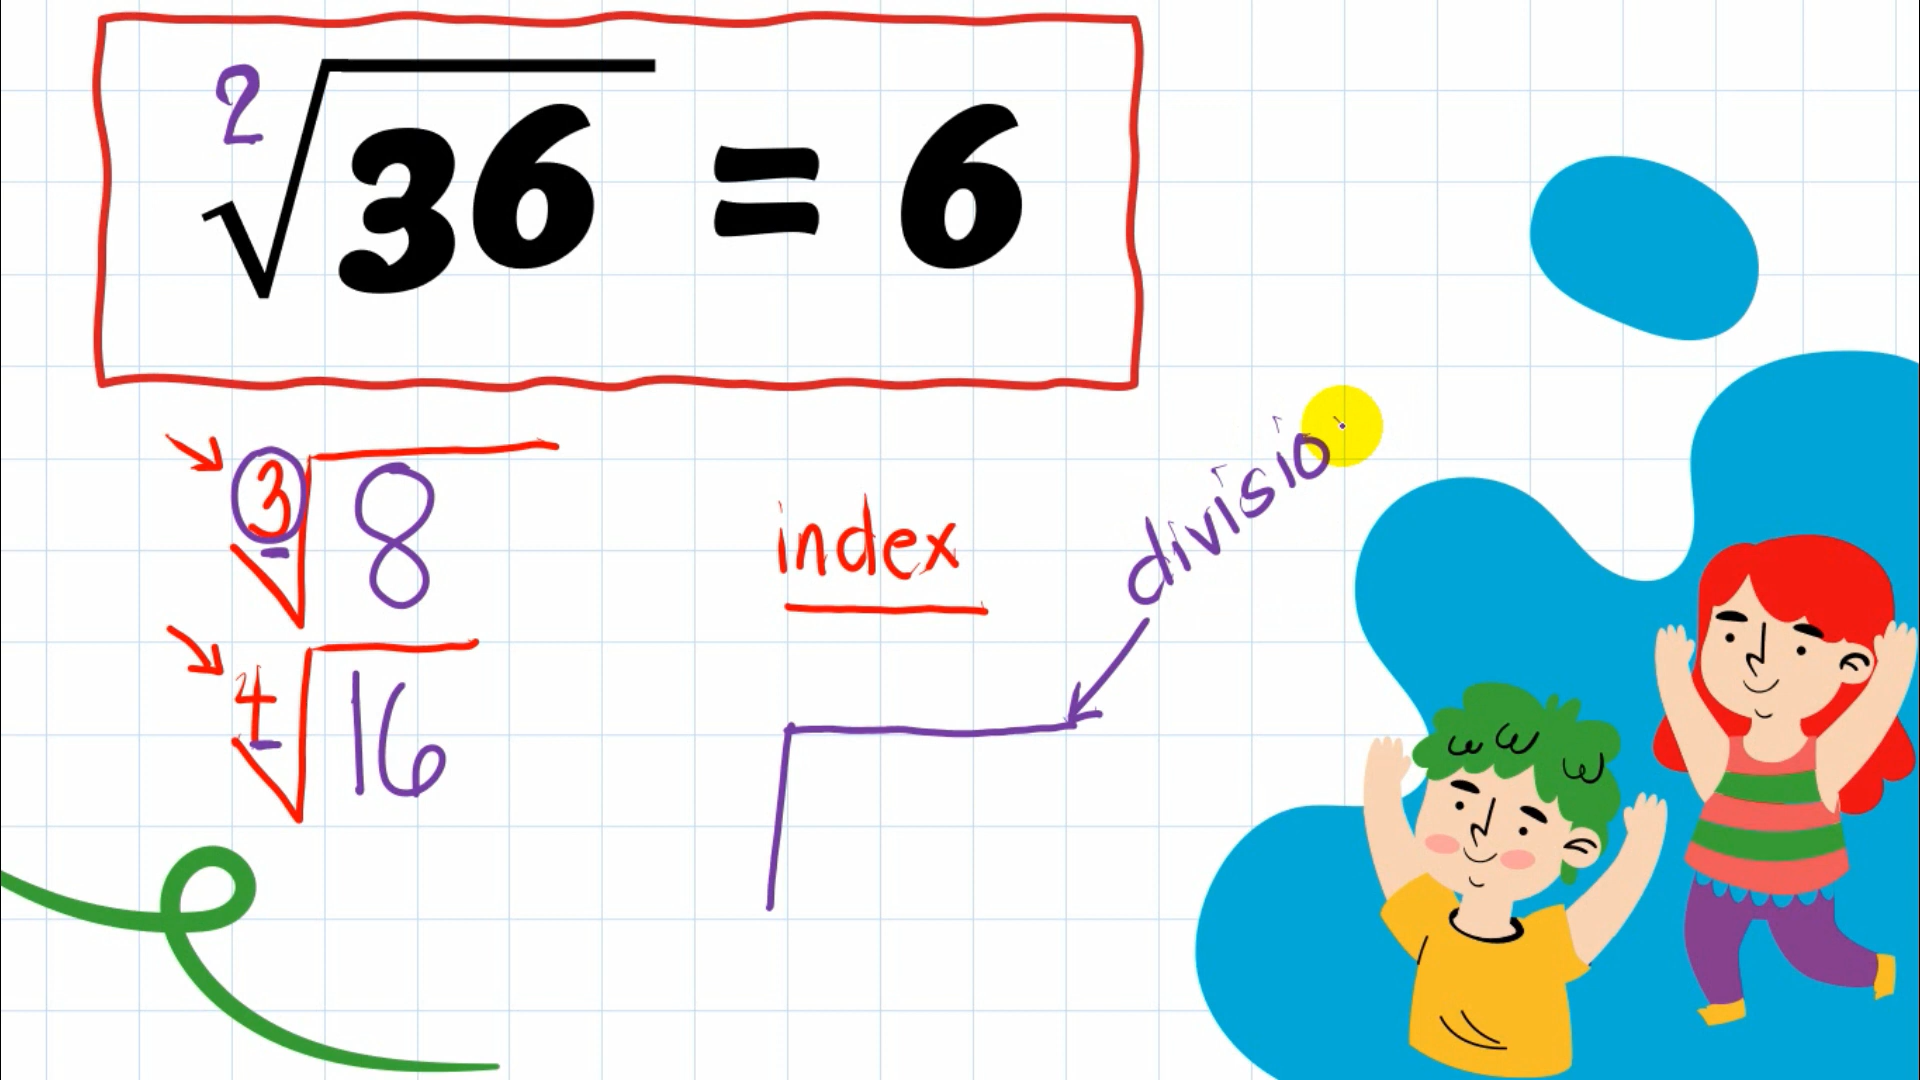 ²√36 = 6
³√8
index
divisio
⁴√16